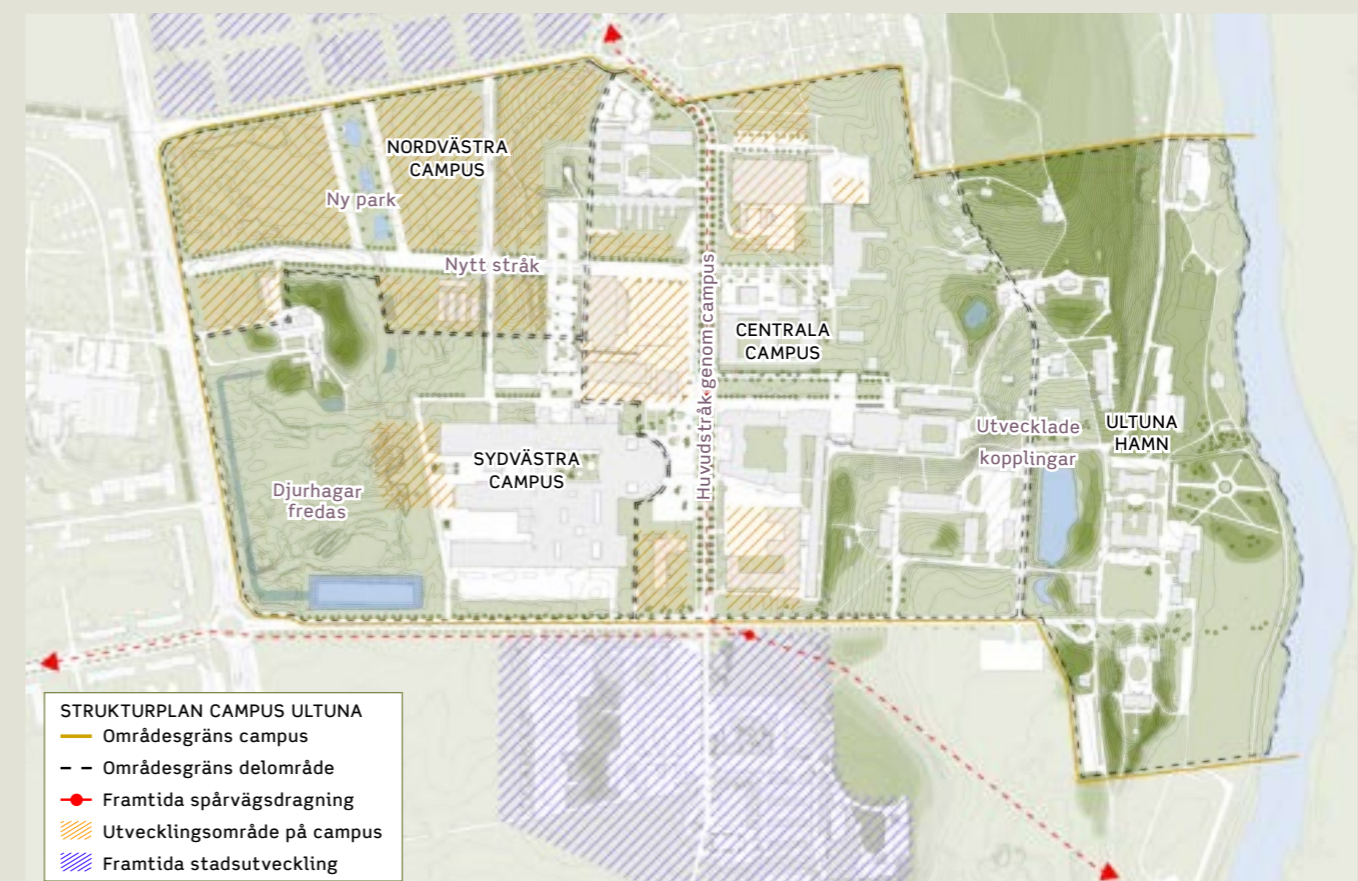 NORDVÄSTRA
CAMPUS
Ny park
Nytt stråk
Huvudstråk genom campus
CENTRALA
CAMPUS
Utvecklade
kopplingar
ULTUNA
HAMN
SYDVÄSTRA
CAMPUS
Djurhagar
fredas
STRUKTURPLAN CAMPUS ULTUNA
Områdesgräns campus
Områdesgräns delområde
Framtida spårvägsdragning
Utvecklingsområde på campus
Framtida stadsutveckling